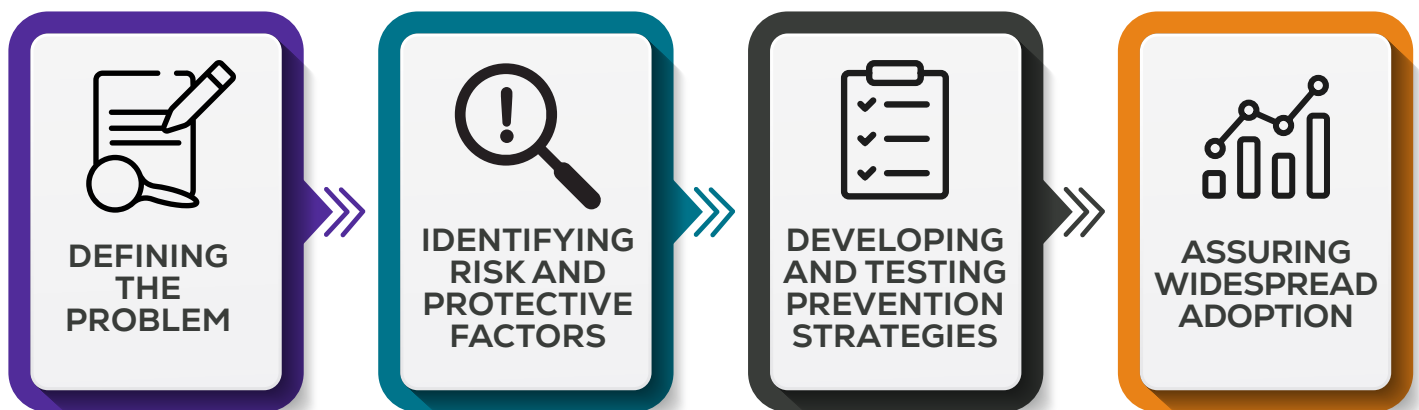 DEFINING
THE
PROBLEM
IDENTIFYING
RISK AND
PROTECTIVE
FACTORS
DEVELOPING
AND TESTING
PREVENTION
STRATEGIES
ASSURING
WIDESPREAD
ADOPTION